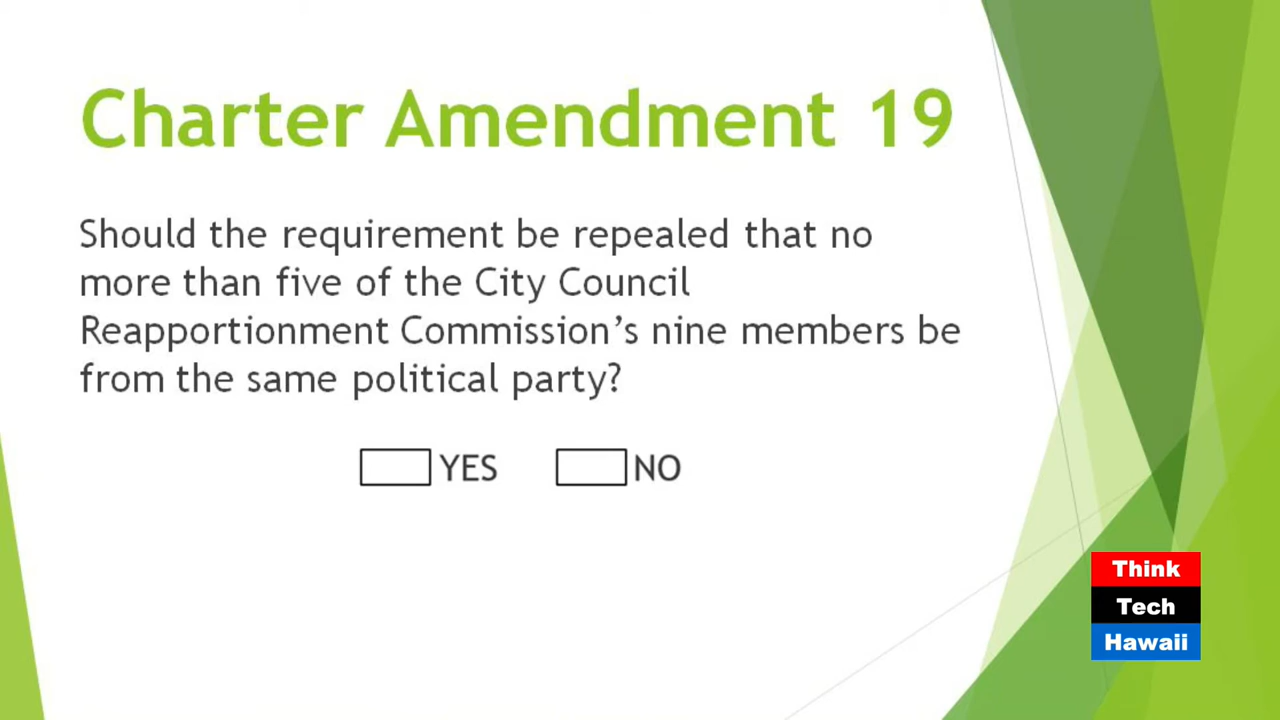 Charter Amendment 19
Should the requirement be repealed that no
more than five of the City Council
Reapportionment Commission’s nine members be
from the same political party?
YES NO
Think
Tech
Hawaii